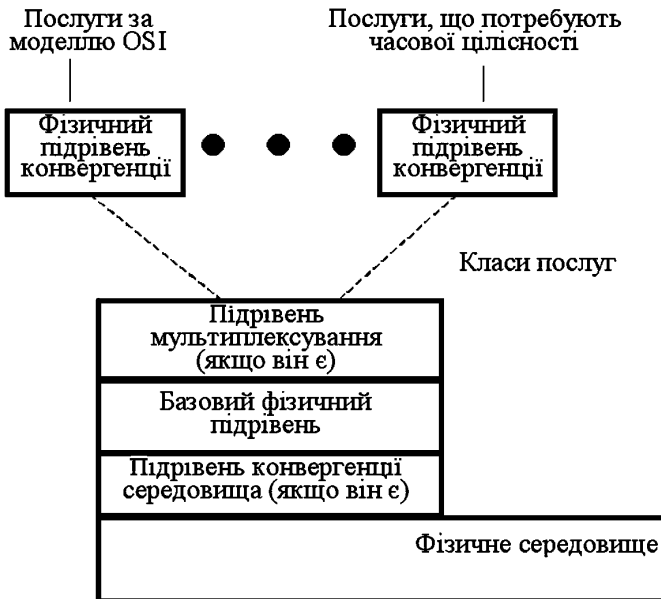 Послуги за
моделлю OSI
Послуги, що потребують
часової цілісності
Фізичний
підрівень
конвергенції
Фізичний
підрівень
конвергенції
Класи послуг
Підрівень
мультиплексування
(якщо він є)
Базовий фізичний
підрівень
Підрівень конвергенції
середовища (якщо він є)
Фізичне середовище